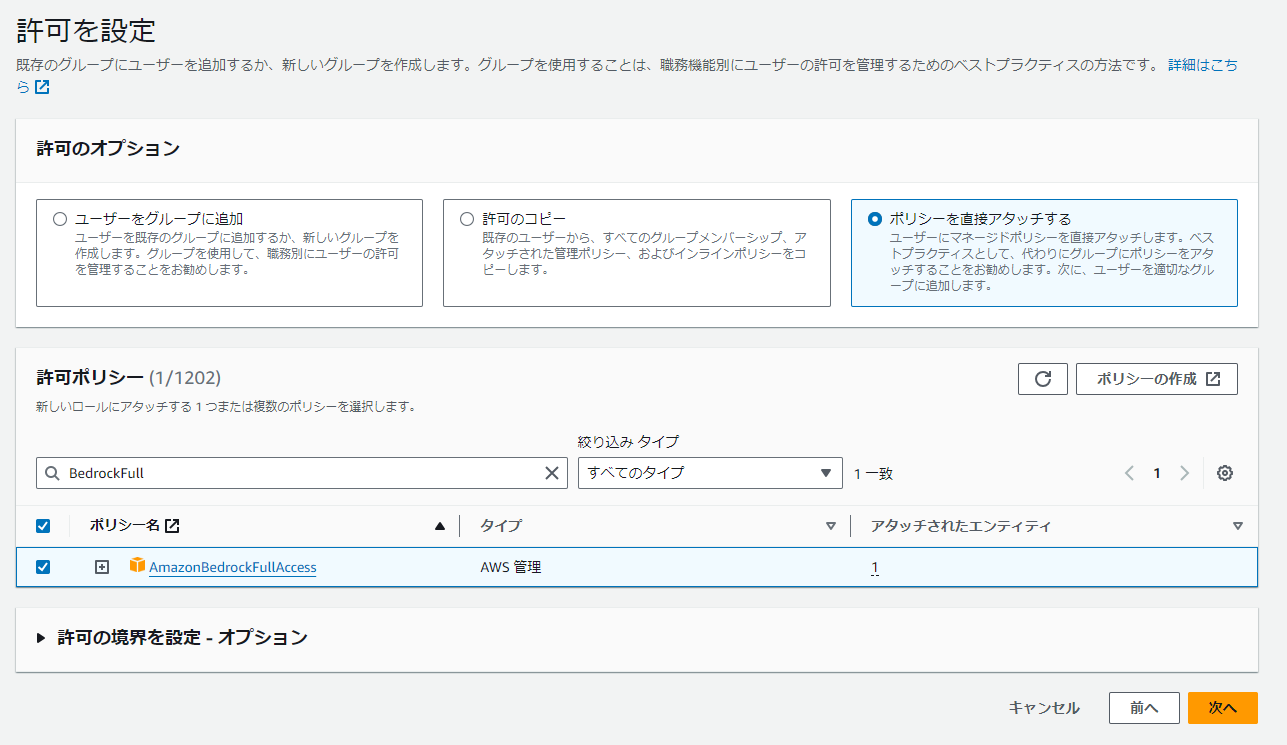 許可を設定
既存のグループにユーザーを追加するか、新しいグループを作成します。グループを使用することは、職務機能別にユーザーの許可を管理するためのベストプラクティスの方法です。 詳細はこち
ら
許可のオプション
ユーザーをグループに追加
ユーザーを既存のグループに追加するか、新しいグループを
作成します。グループを使用して、職務別にユーザーの許可
を管理することをお勧めします。
許可のコピー
既存のユーザーから、すべてのグループメンバーシップ、ア
タッチされた管理ポリシー、およびインラインポリシーをコ
ピーします。
ポリシーを直接アタッチする
ユーザーにマネージドポリシーを直接アタッチします。ベス
トプラクティスとして、代わりにグループにポリシーをアタ
ッチすることをお勧めします。次に、ユーザーを適切なグル
ープに追加します。
許可ポリシー (1/1202)
ポリシーの作成
新しいロールにアタッチする 1 つまたは複数のポリシーを選択します。
絞り込み タイプ
BedrockFull
すべてのタイプ
1 一致
1
ポリシー名
タイプ
アタッチされたエンティティ
AmazonBedrockFullAccess
AWS 管理
1
許可の境界を設定 - オプション
キャンセル
前へ
次へ